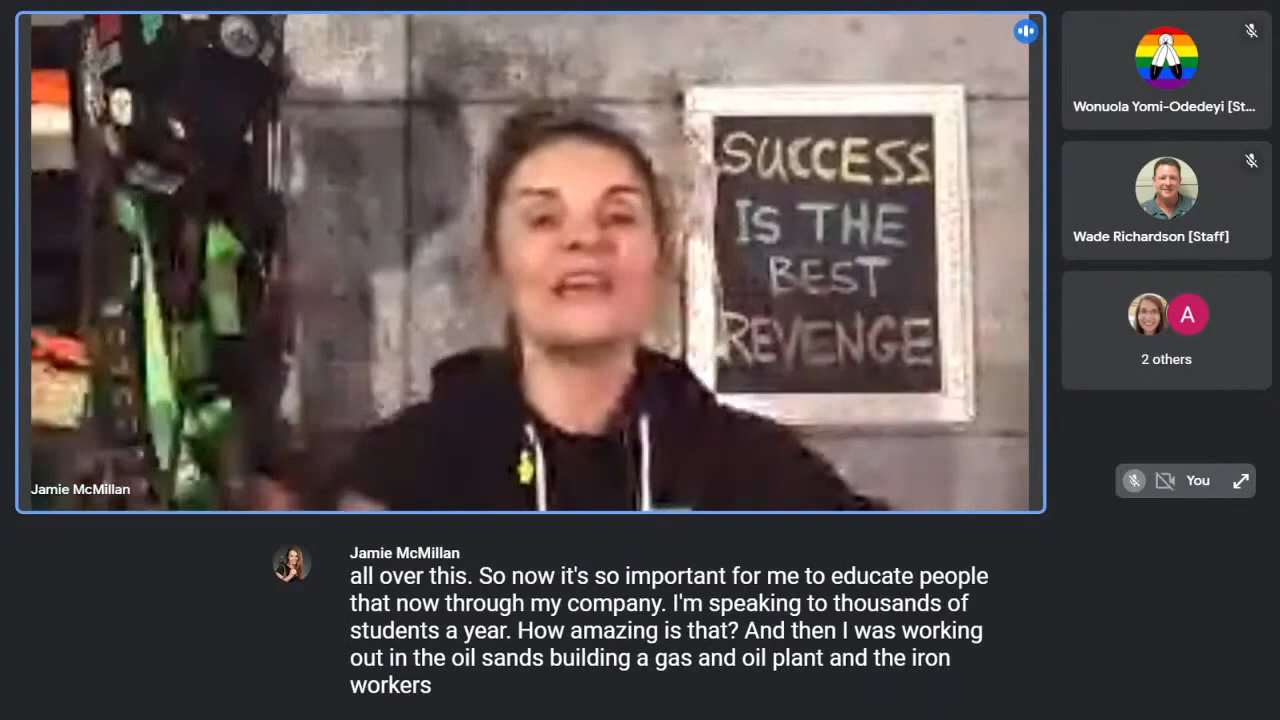 SUCCESS
IS THE
BEST
REVENGE
Jamie McMillan
Wonuola Yomi-Odedeyi [St...
Wade Richardson [Staff]
A
2 others
You
Jamie McMillan
all over this. So now it's so important for me to educate people
that now through my company. I'm speaking to thousands of
students a year. How amazing is that? And then I was working
out in the oil sands building a gas and oil plant and the iron
workers